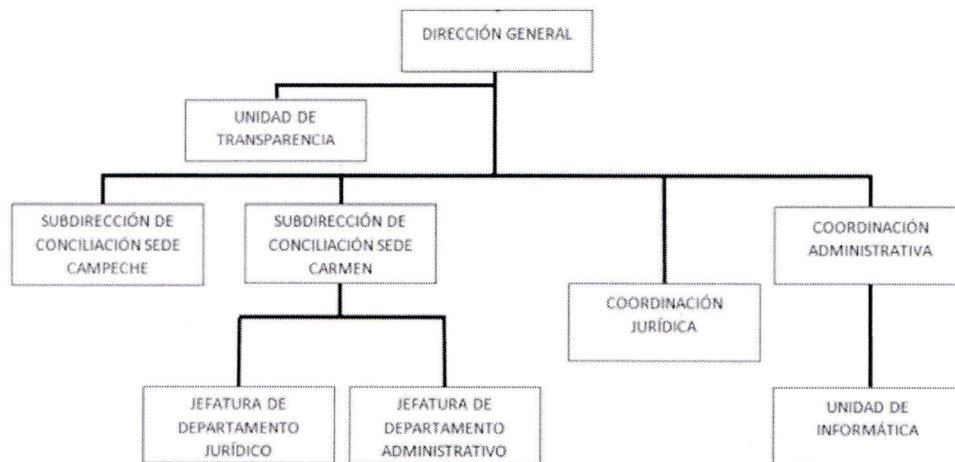 DIRECCIÓN GENERAL
UNIDAD DE
TRANSPARENCIA
SUBDIRECCIÓN DE
CONCILIACIÓN SEDE
CAMPECHE
SUBDIRECCIÓN DE
CONCILIACIÓN SEDE
CARMEN
COORDINACIÓN
JURÍDICA
COORDINACIÓN
ADMINISTRATIVA
JEFATURA DE
DEPARTAMENTO
JURÍDICO
JEFATURA DE
DEPARTAMENTO
ADMINISTRATIVO
UNIDAD DE
INFORMÁTICA